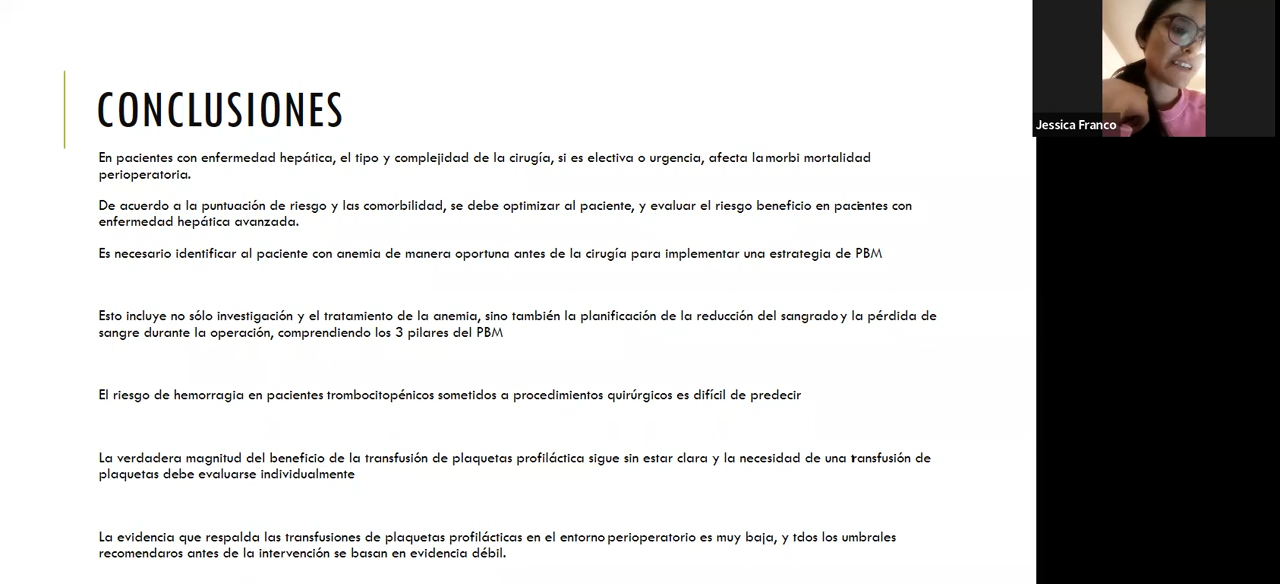 CONCLUSIONES
En pacientes con enfermedad hepática, el tipo y complejidad de la cirugía, si es electiva o urgencia, afecta la morbi mortalidad
perioperatoria.
De acuerdo a la puntuación de riesgo y las comorbilidad, se debe optimizar al paciente, y evaluar el riesgo beneficio en pacientes con
enfermedad hepática avanzada.
Es necesario identificar al paciente con anemia de manera oportuna antes de la cirugía para implementar una estrategia de PBM
Esto incluye no sólo investigación y el tratamiento de la anemia, sino también la planificación de la reducción del sangrado y la pérdida de
sangre durante la operación, comprendiendo los 3 pilares del PBM
El riesgo de hemorragia en pacientes trombocitopénicos sometidos a procedimientos quirúrgicos es difícil de predecir
La verdadera magnitud del beneficio de la transfusión de plaquetas profiláctica sigue sin estar clara y la necesidad de una transfusión de
plaquetas debe evaluarse individualmente
La evidencia que respalda las transfusiones de plaquetas profilácticas en el entorno perioperatorio es muy baja, y tdos los umbrales
recomendaros antes de la intervención se basan en evidencia débil.
Jessica Franco